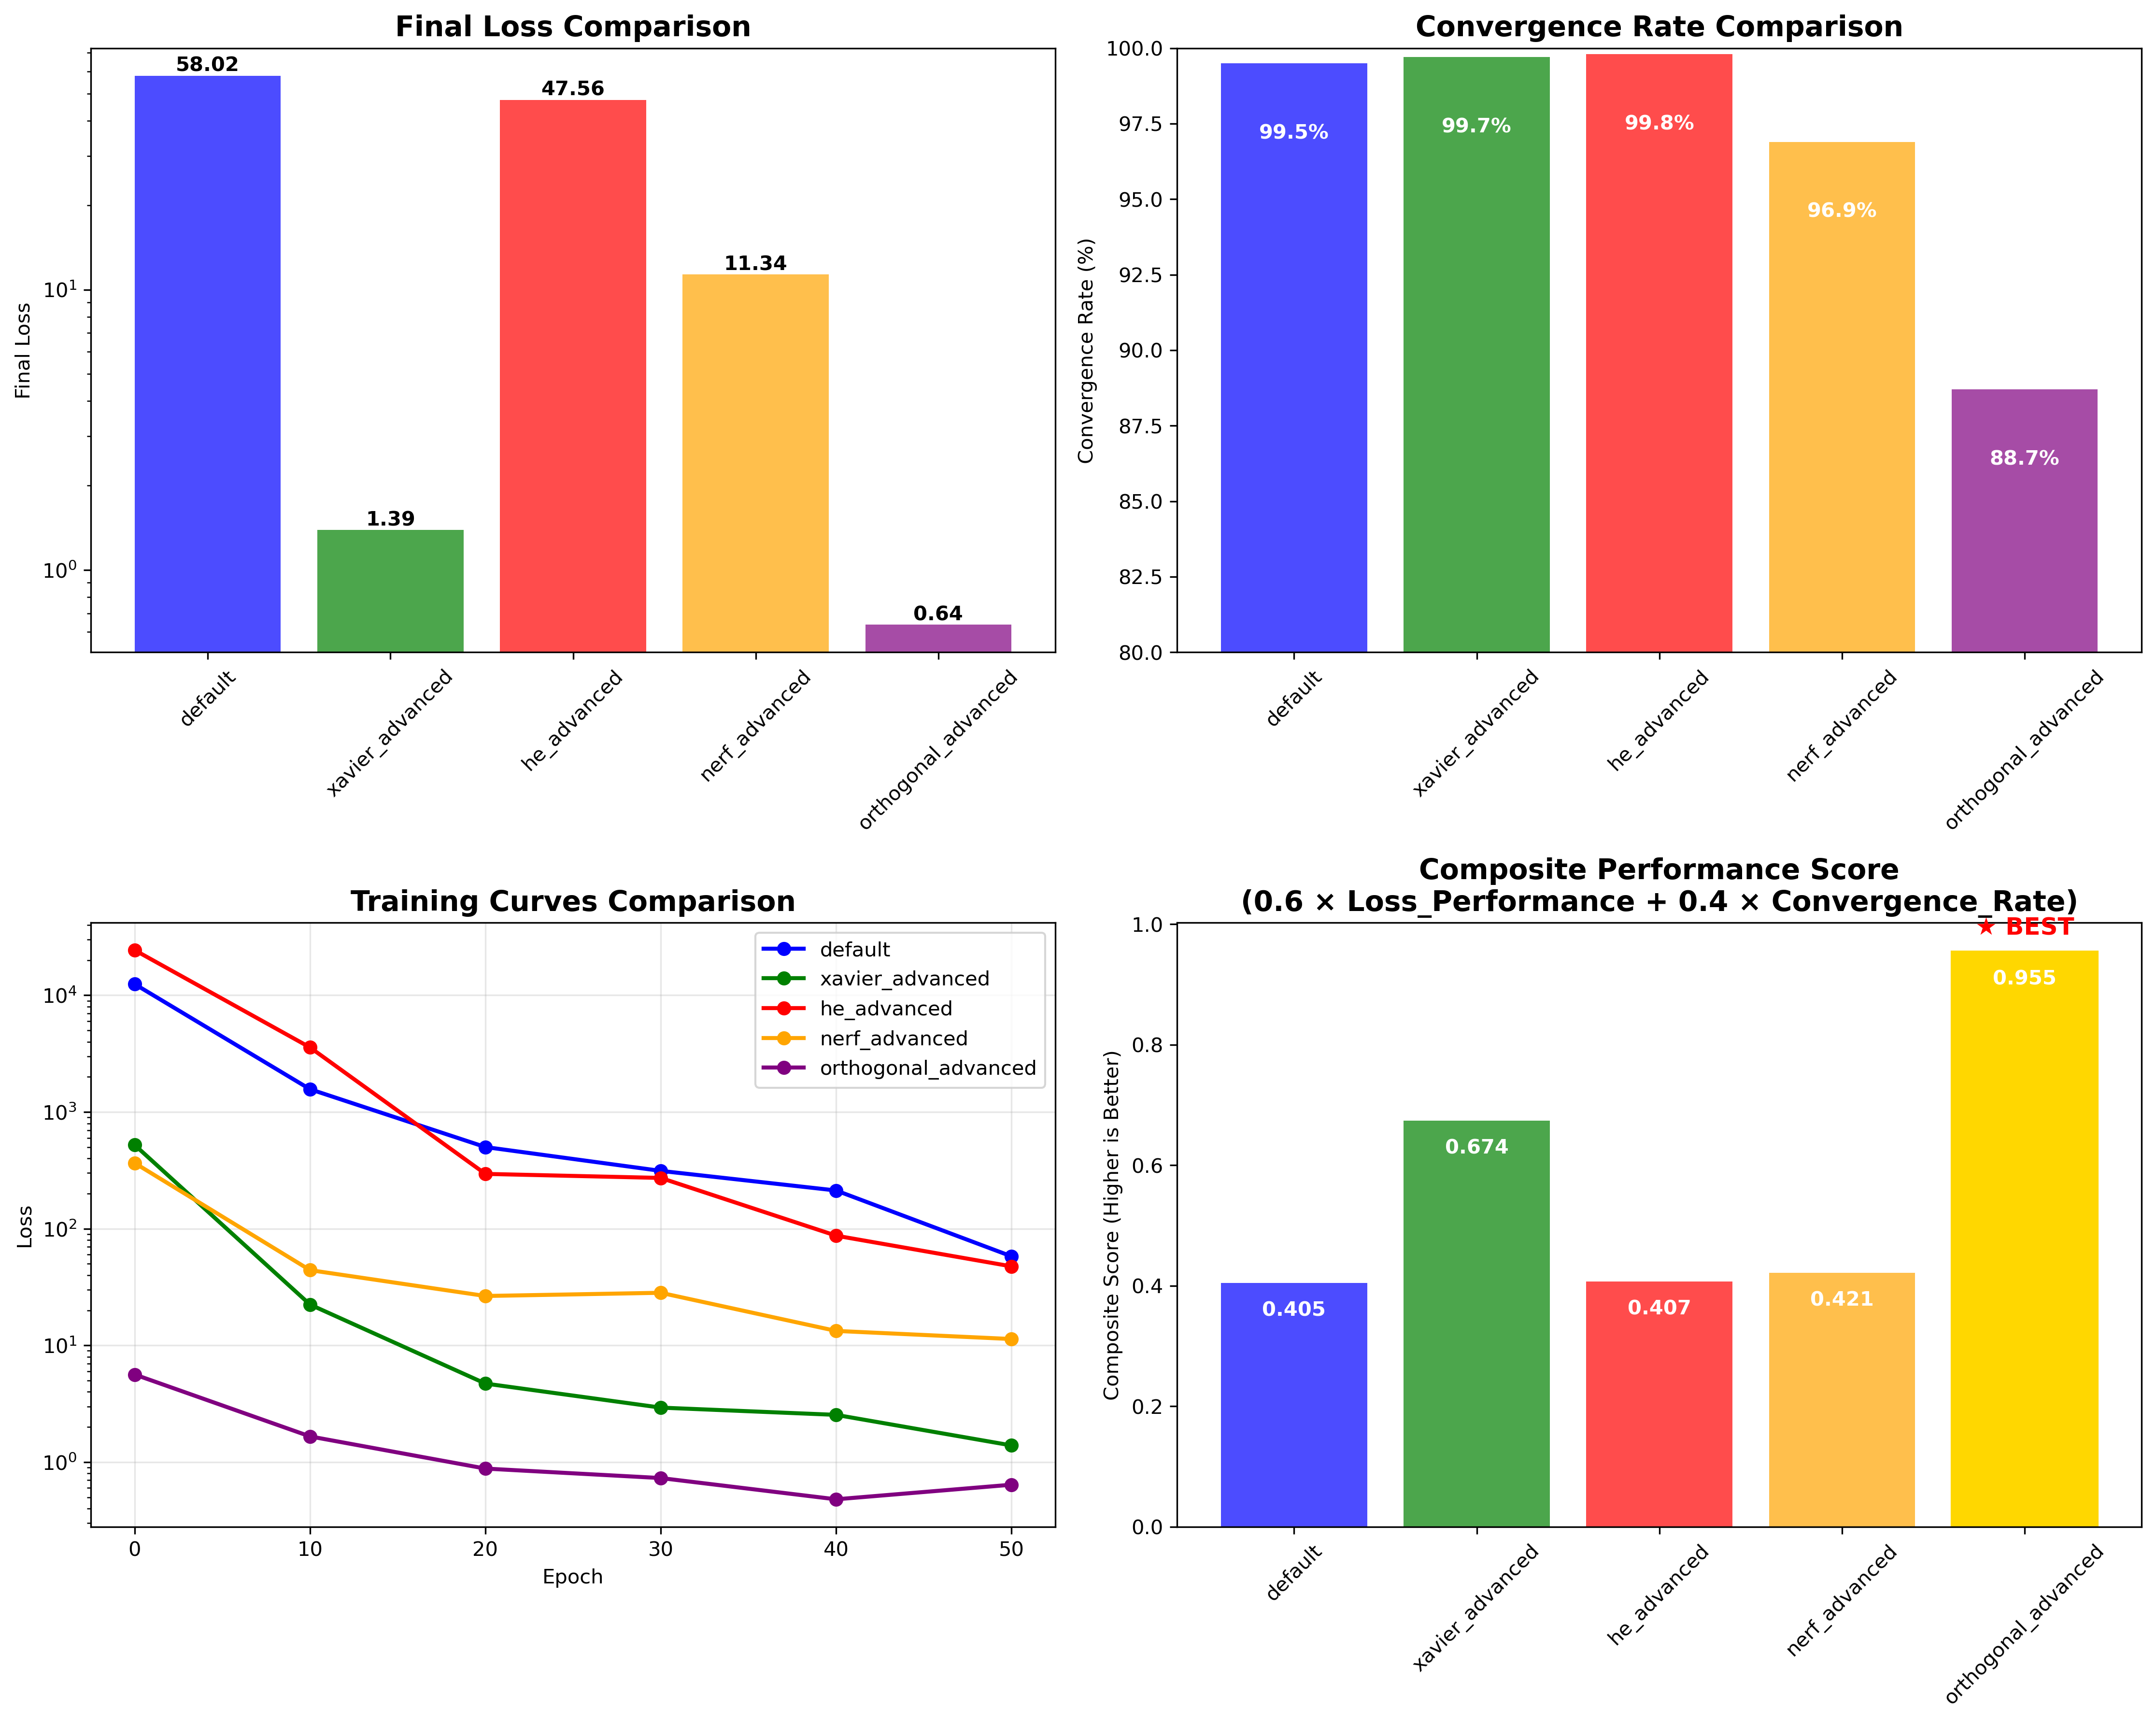 Final Loss Comparison
Final Loss
10¹
10⁰
58.02
1.39
47.56
11.34
0.64
default
xavier_advanced
he_advanced
nerf_advanced
orthogonal_advanced
Convergence Rate Comparison
Convergence Rate (%)
100.0
97.5
95.0
92.5
90.0
87.5
85.0
82.5
80.0
99.5%
99.7%
99.8%
96.9%
88.7%
default
xavier_advanced
he_advanced
nerf_advanced
orthogonal_advanced
Training Curves Comparison
Loss
10⁴
10³
10²
10¹
10⁰
default
xavier_advanced
he_advanced
nerf_advanced
orthogonal_advanced
0
10
20
30
40
50
Epoch
Composite Performance Score
(0.6 × Loss_Performance + 0.4 × Convergence_Rate)
★ BEST
Composite Score (Higher is Better)
1.0
0.8
0.6
0.4
0.2
0.0
0.405
0.674
0.407
0.421
0.955
default
xavier_advanced
he_advanced
nerf_advanced
orthogonal_advanced